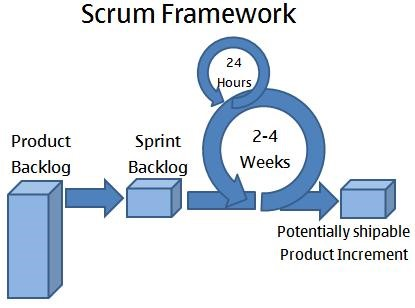 Scrum Framework
24
Hours
Product
Backlog
Sprint
Backlog
2-4
Weeks
Potentially shipable
Product Increment